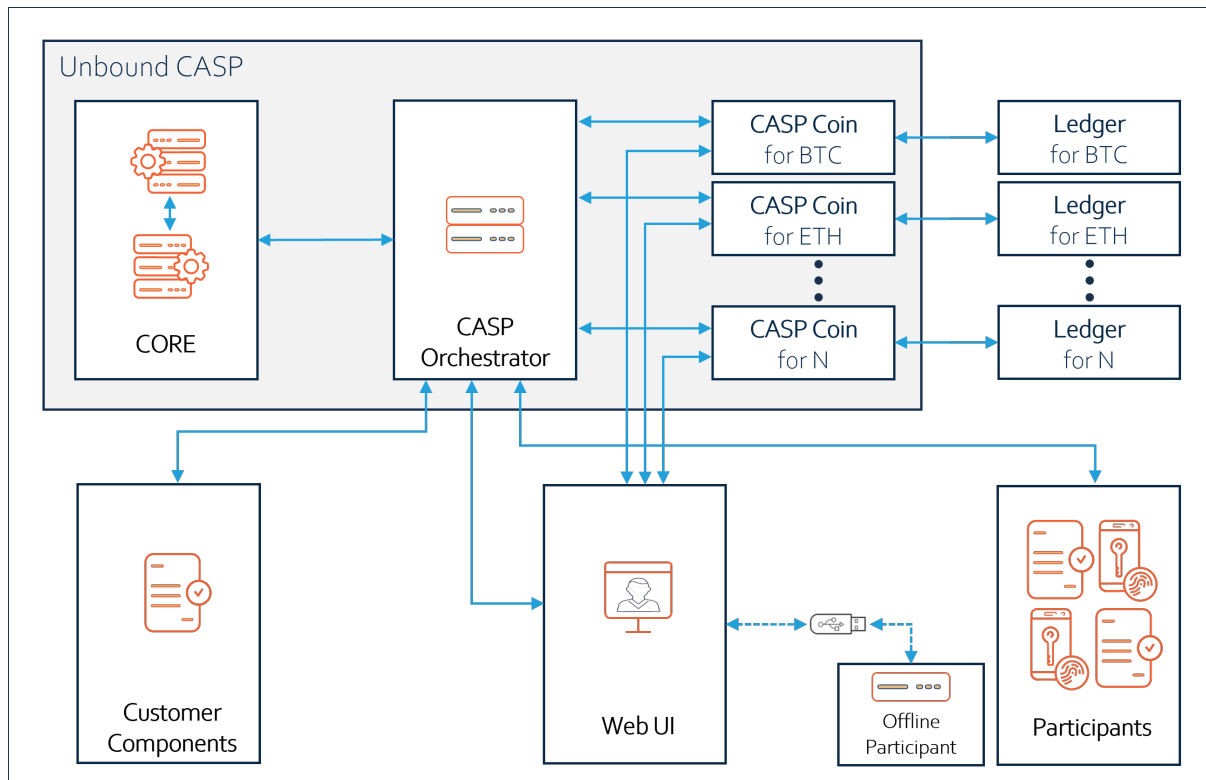 Unbound CASP
CORE
CASP
Orchestrator
CASP Coin
for BTC
Ledger
for BTC
CASP Coin
for ETH
Ledger
for ETH
CASP Coin
for N
Ledger
for N
Customer
Components
Web UI
Offline
Participant
Participants